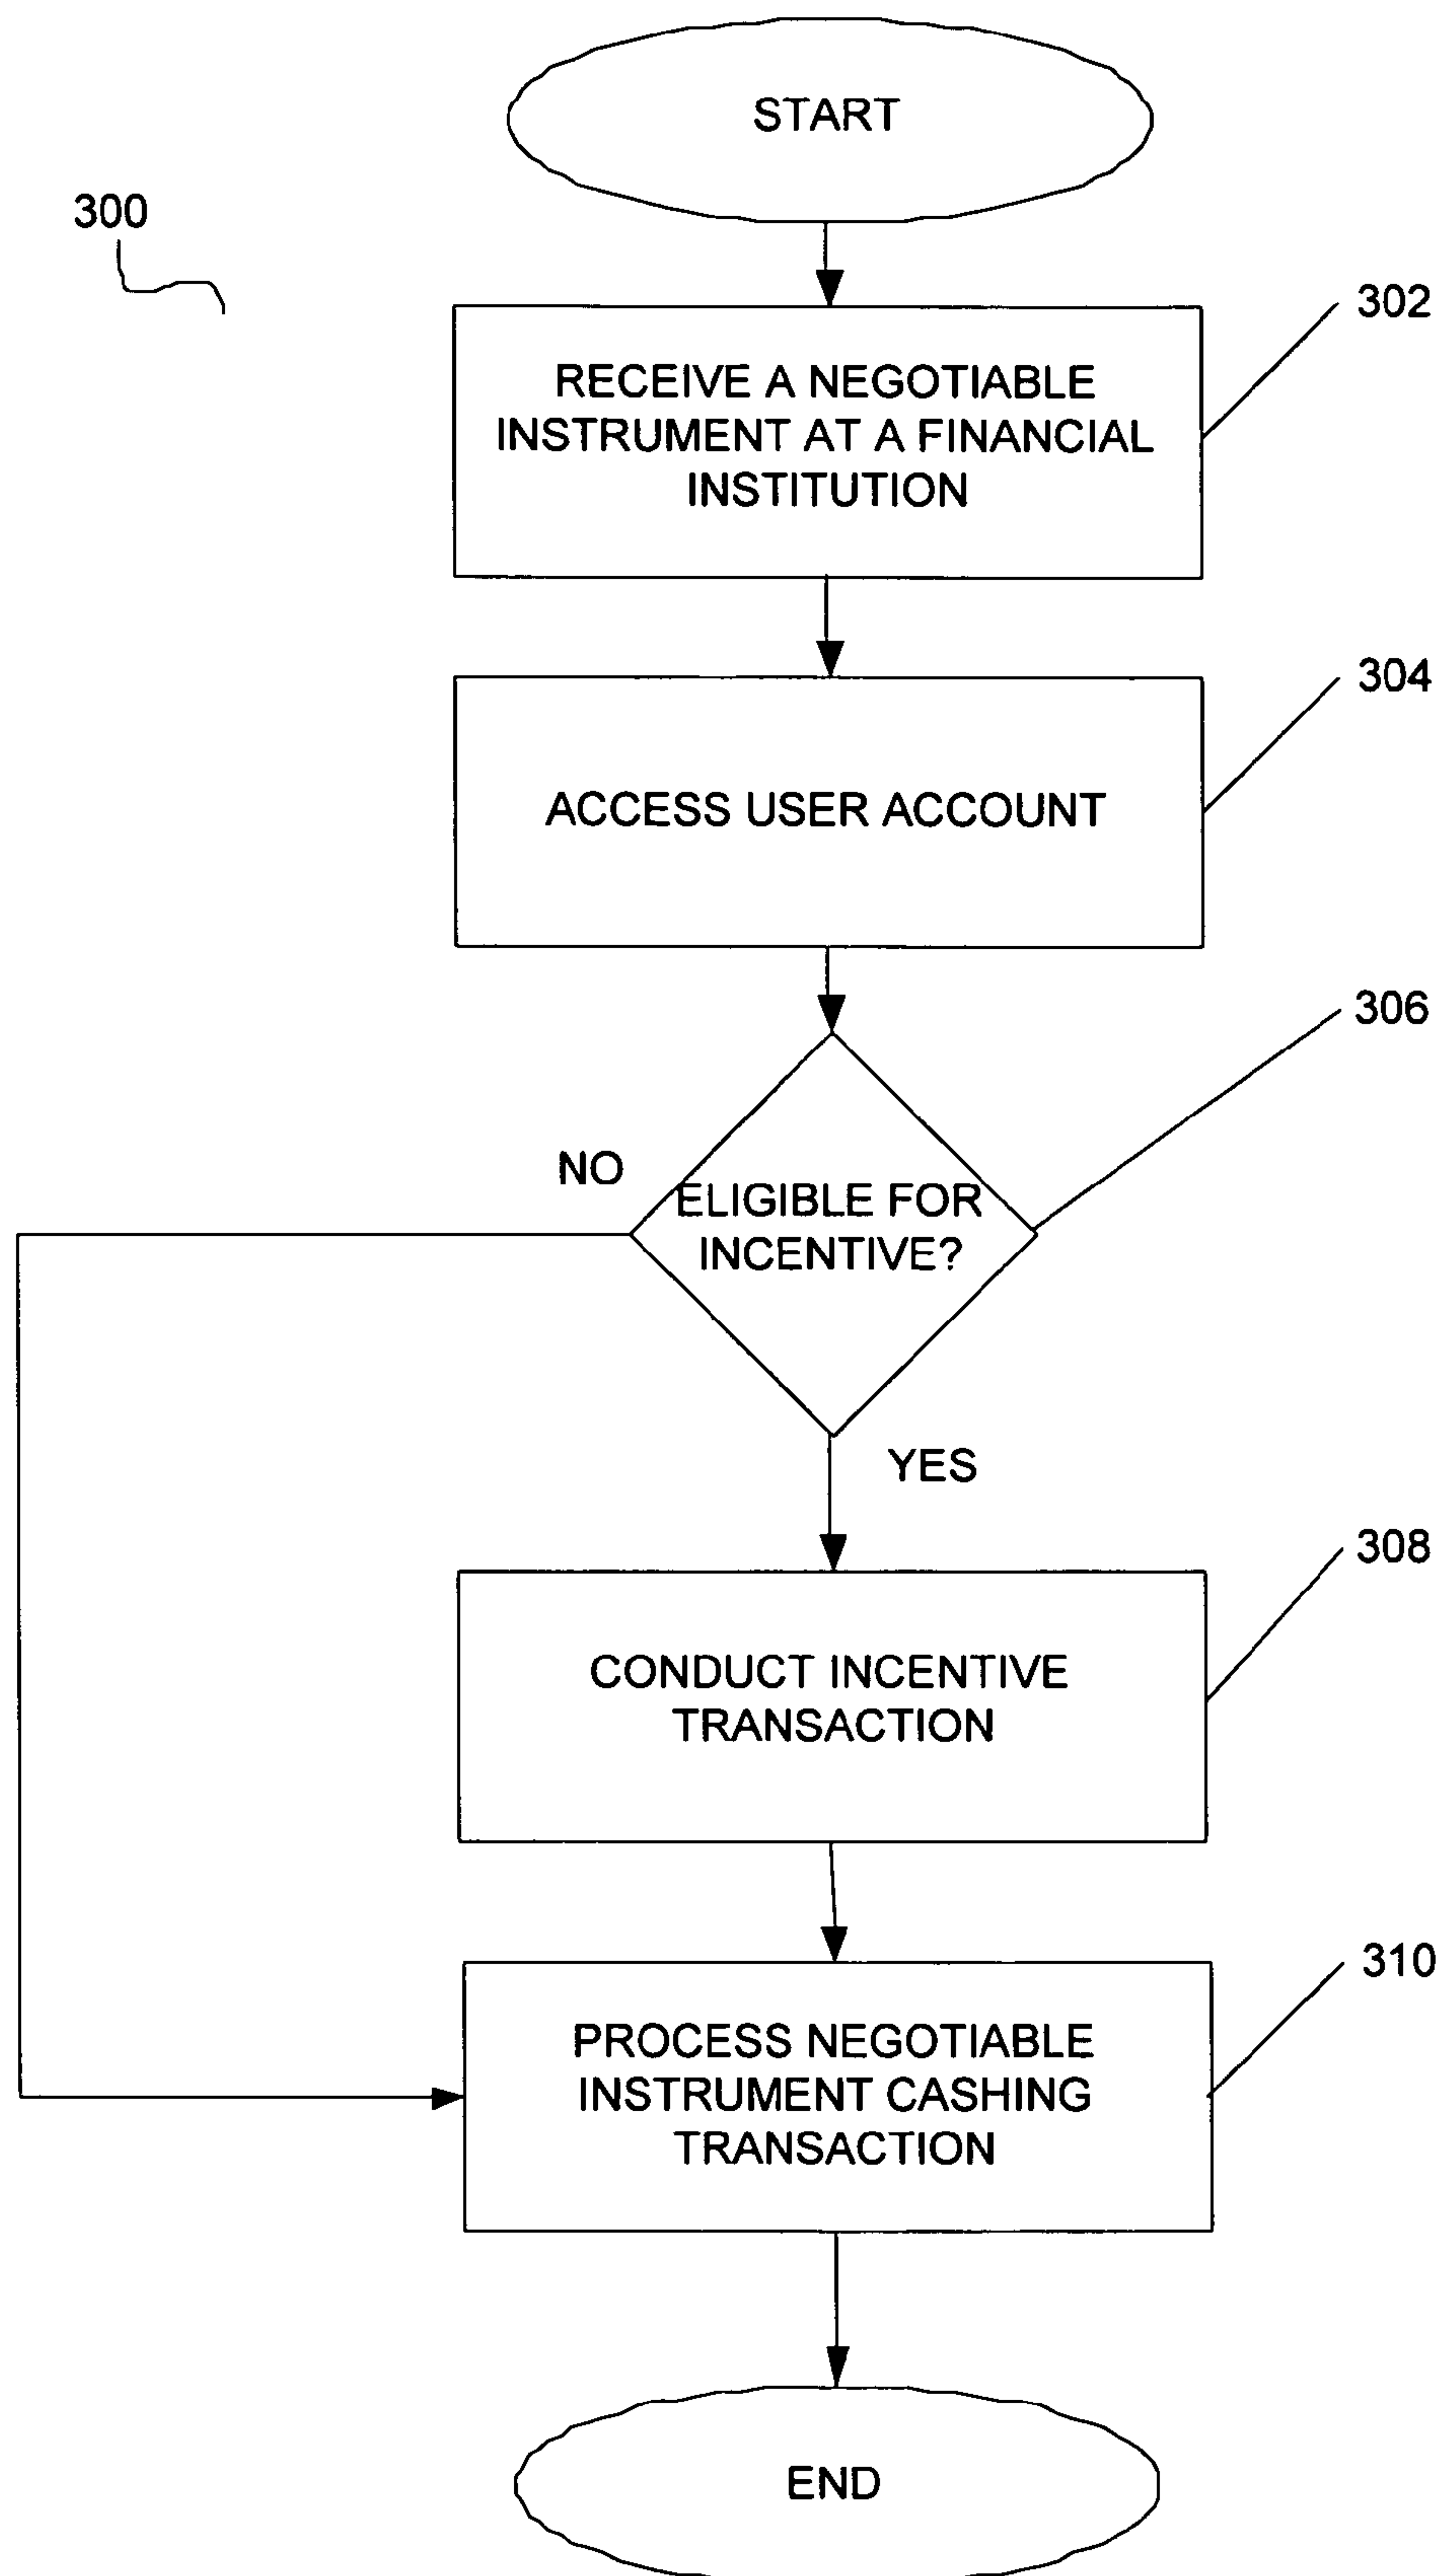 START
300
302
RECEIVE A NEGOTIABLE
INSTRUMENT AT A FINANCIAL
INSTITUTION
304
ACCESS USER ACCOUNT
306
NO
ELIGIBLE FOR
INCENTIVE?
YES
308
CONDUCT INCENTIVE
TRANSACTION
310
PROCESS NEGOTIABLE
INSTRUMENT CASHING
TRANSACTION
END